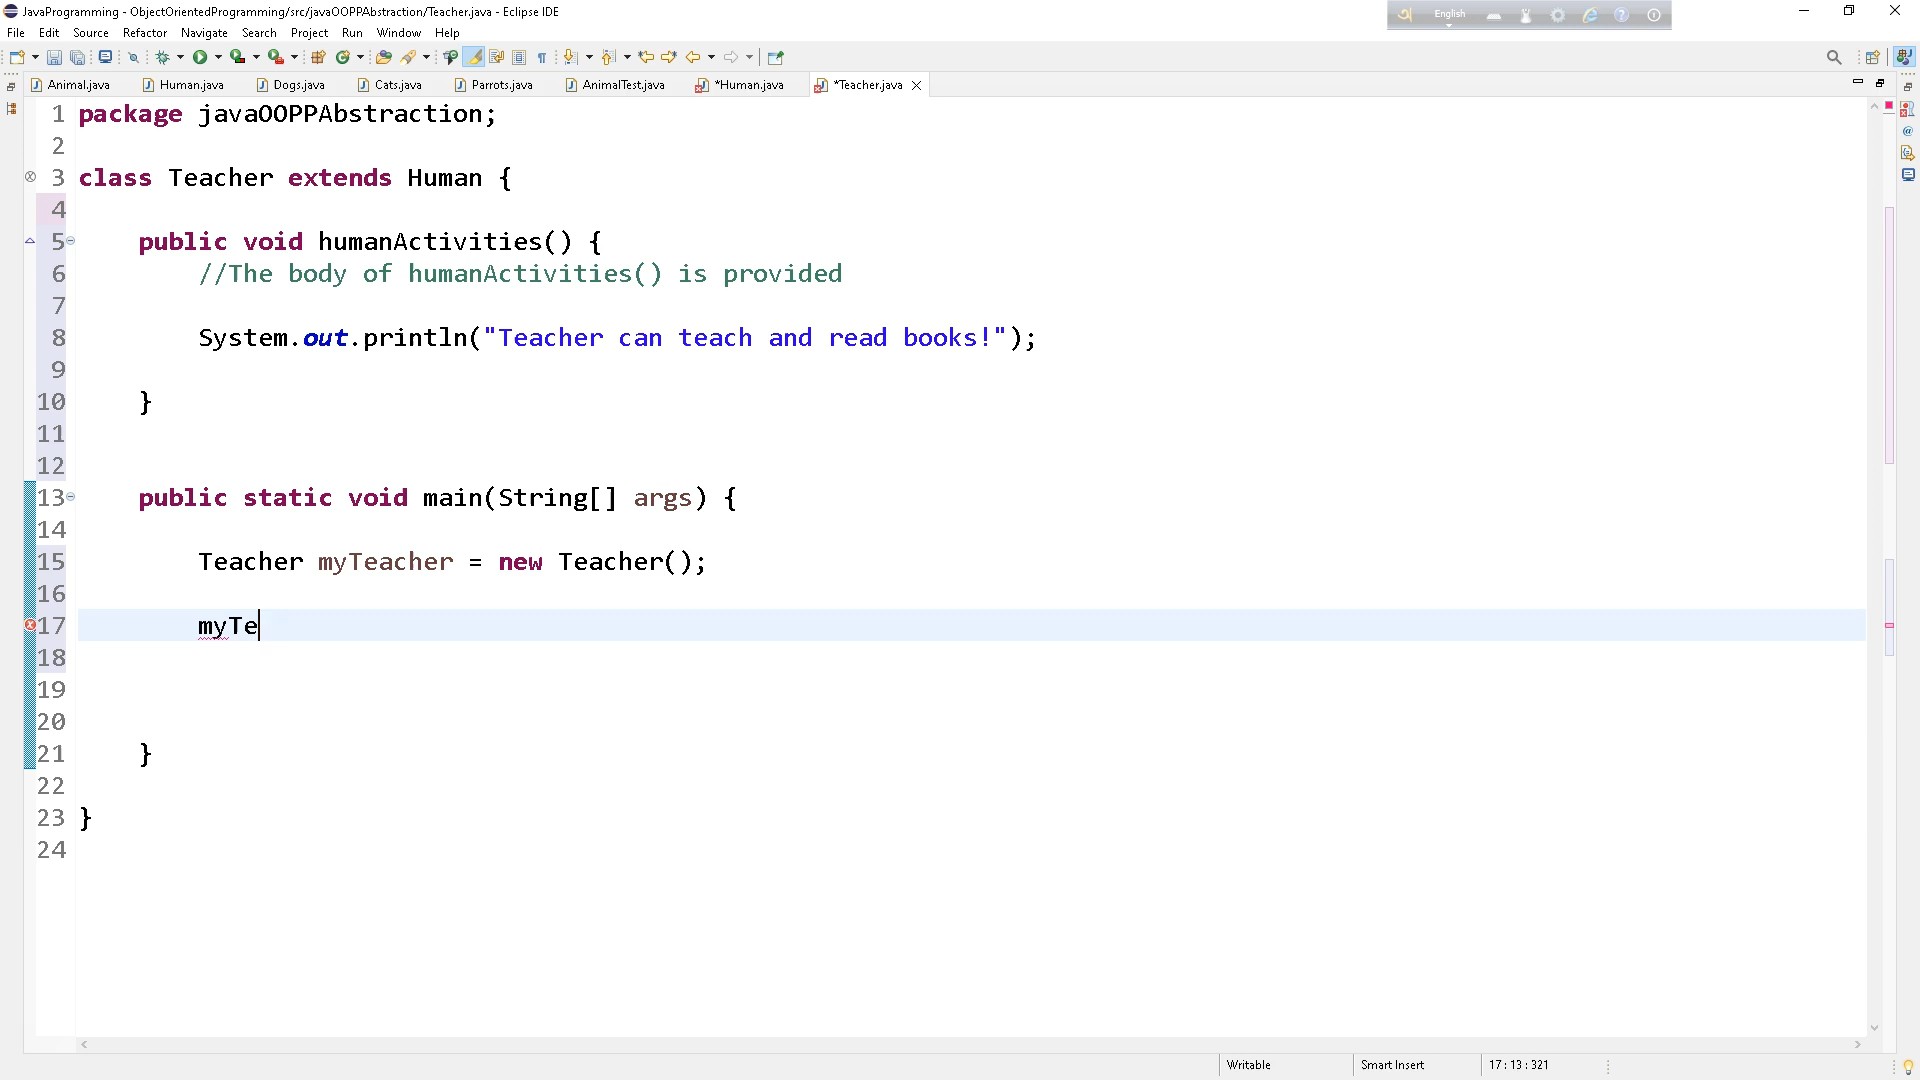 JavaProgramming - ObjectOrientedProgramming/src/javaOOPPAbstraction/Teacher.java - Eclipse IDE
English
File Edit Source Refactor Navigate Search Project Run Window Help
Animal.java Human.java Dogs.java Cats.java Parrots.java AnimalTest.java *Human.java *Teacher.java
1 package javaOOPPAbstraction;
2
3 class Teacher extends Human {
4
5 public void humanActivities() {
6 //The body of humanActivities() is provided
7
8 System.out.println("Teacher can teach and read books!");
9
10 }
11
12
13 public static void main(String[] args) {
14
15 Teacher myTeacher = new Teacher();
16
17 myTe
18
19
20
21 }
22
23 }
24
Writable Smart Insert 17 : 13 : 321